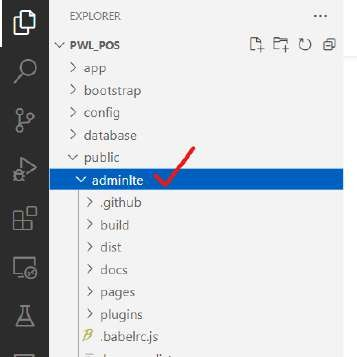 EXPLORER
PWL_POS
app
bootstrap
config
database
public
adminlte
.github
build
dist
docs
pages
plugins
.babelrc.js